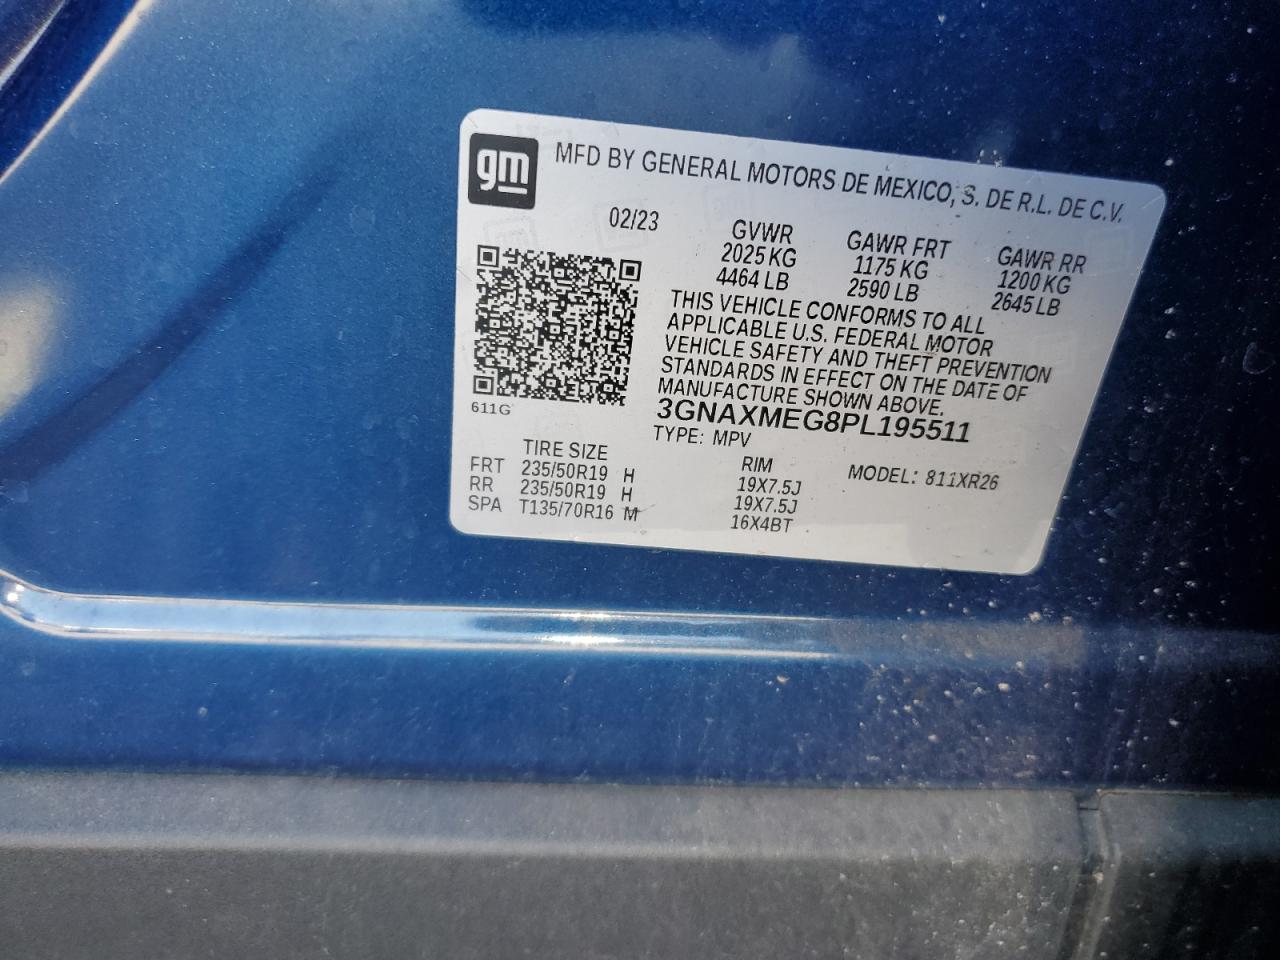 gm
MFD BY GENERAL MOTORS DE MEXICO, S. DE R.L. DE C.V.
02/23
GVWR
2025 KG
4464 LB
GAWR FRT
1175 KG
2590 LB
GAWR RR
1200 KG
2645 LB
THIS VEHICLE CONFORMS TO ALL
APPLICABLE U.S. FEDERAL MOTOR
VEHICLE SAFETY AND THEFT PREVENTION
STANDARDS IN EFFECT ON THE DATE OF
MANUFACTURE SHOWN ABOVE.
611G
3GNAXMEG8PL195511
TYPE: MPV
MODEL: 811XR26
TIRE SIZE RIM
FRT 235/50R19 H 19X7.5J
RR 235/50R19 H 19X7.5J
SPA T135/70R16 M 16X4BT